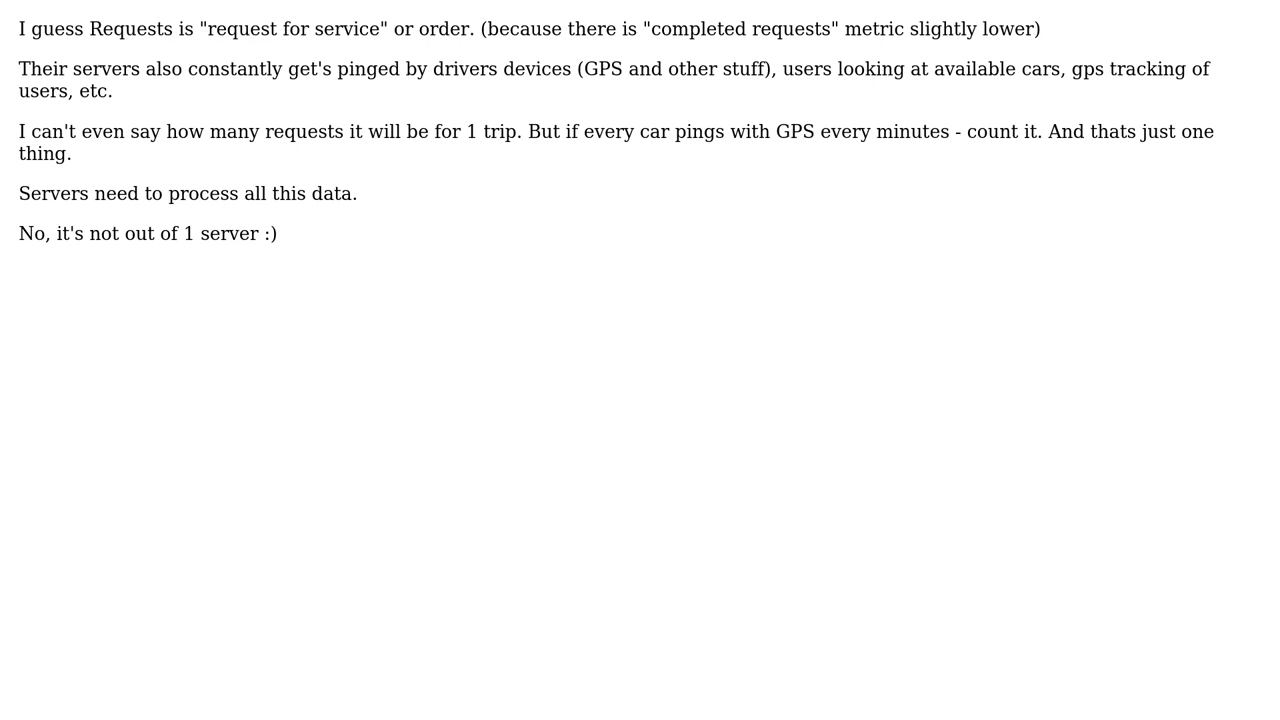 I guess Requests is "request for service" or order. (because there is "completed requests" metric slightly lower)
Their servers also constantly get's pinged by drivers devices (GPS and other stuff), users looking at available cars, gps tracking of
users, etc.
I can't even say how many requests it will be for 1 trip. But if every car pings with GPS every minutes - count it. And thats just one
thing.
Servers need to process all this data.
No, it's not out of 1 server :)